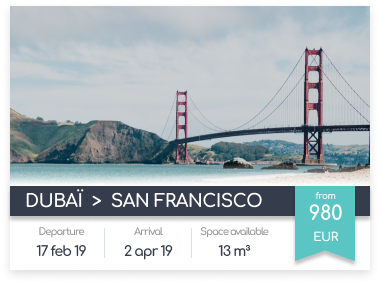 DUBAÏ > SAN FRANCISCO
from
980
EUR
Departure
17 feb 19
Arrival
2 apr 19
Space available
13 m³